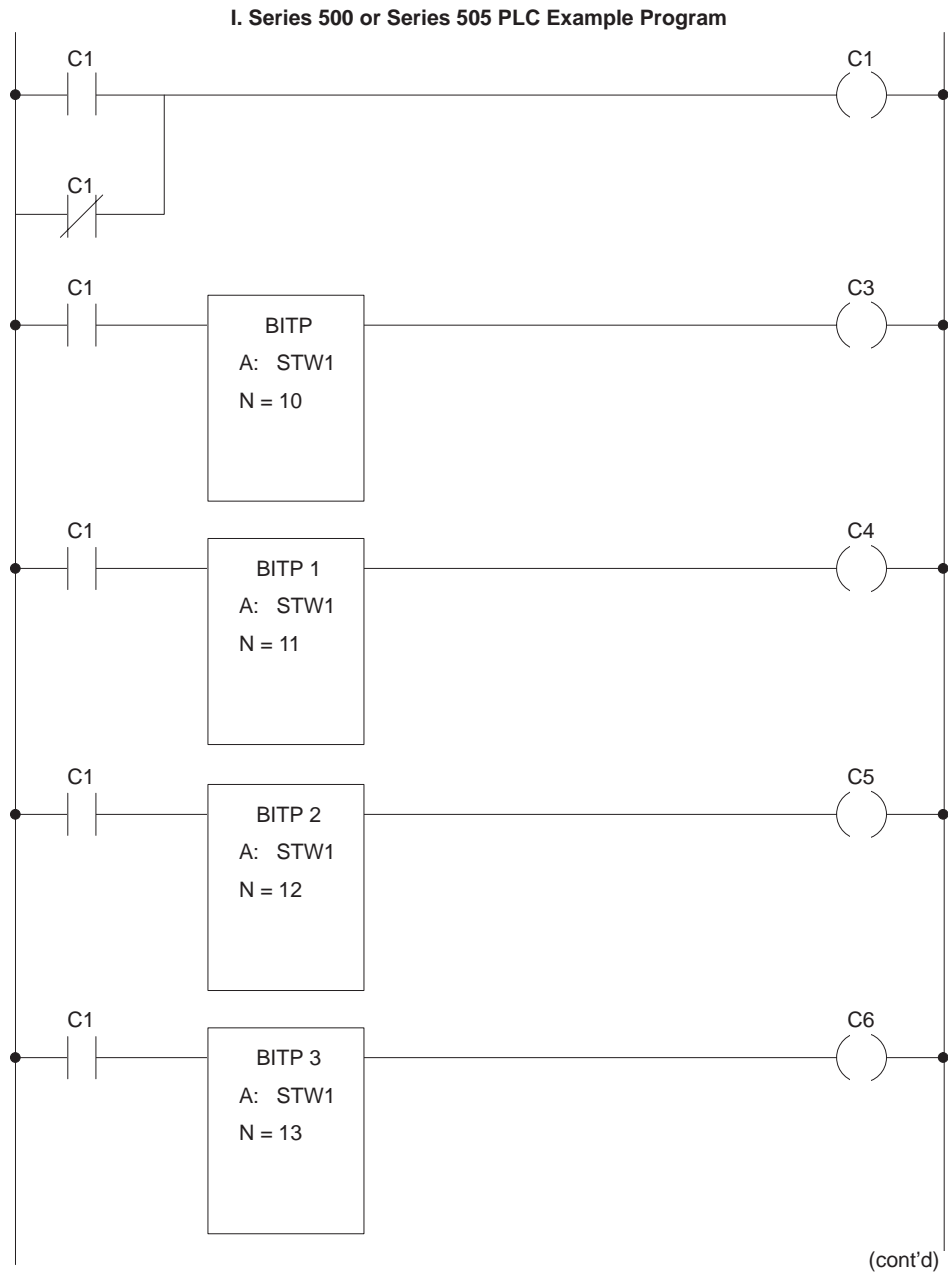 I. Series 500 or Series 505 PLC Example Program
C1 C1
C1
C1 C3
BITP
A: STW1
N = 10
C1 C4
BITP 1
A: STW1
N = 11
C1 C5
BITP 2
A: STW1
N = 12
C1 C6
BITP 3
A: STW1
N = 13
(cont'd)